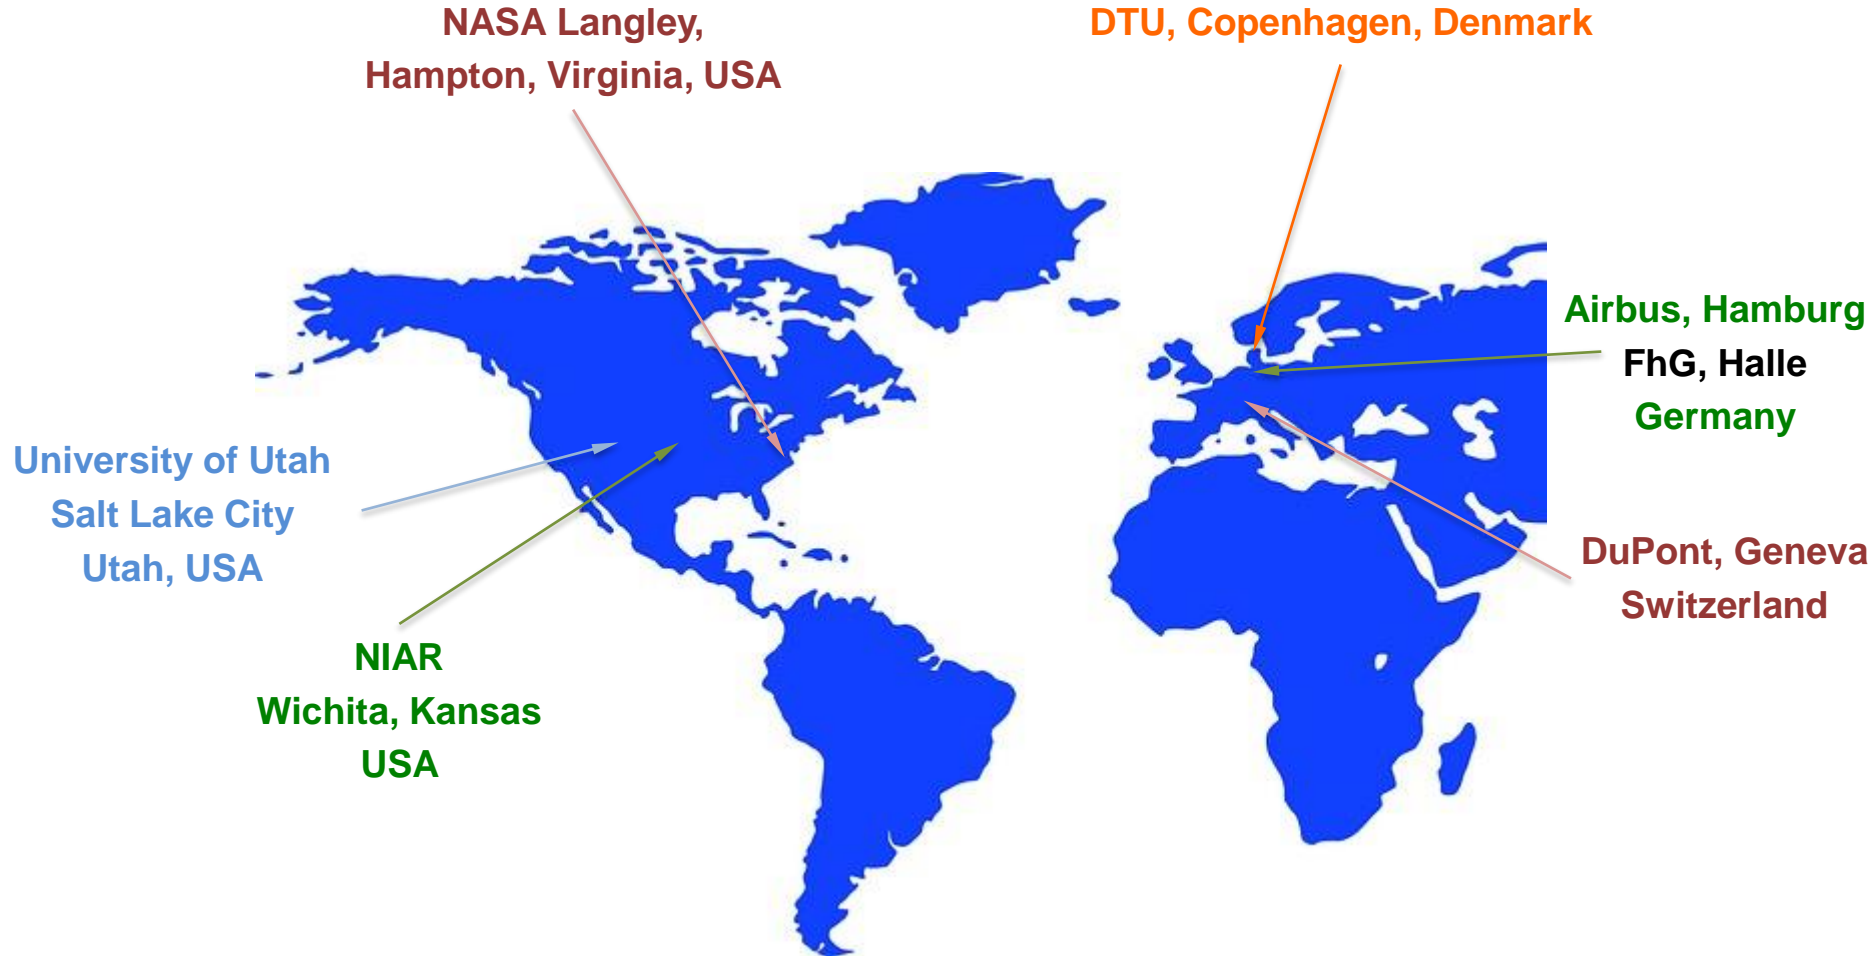 NASA Langley,
Hampton, Virginia, USA
DTU, Copenhagen, Denmark
Airbus, Hamburg
FhG, Halle
Germany
University of Utah
Salt Lake City
Utah, USA
DuPont, Geneva
Switzerland
NIAR
Wichita, Kansas
USA